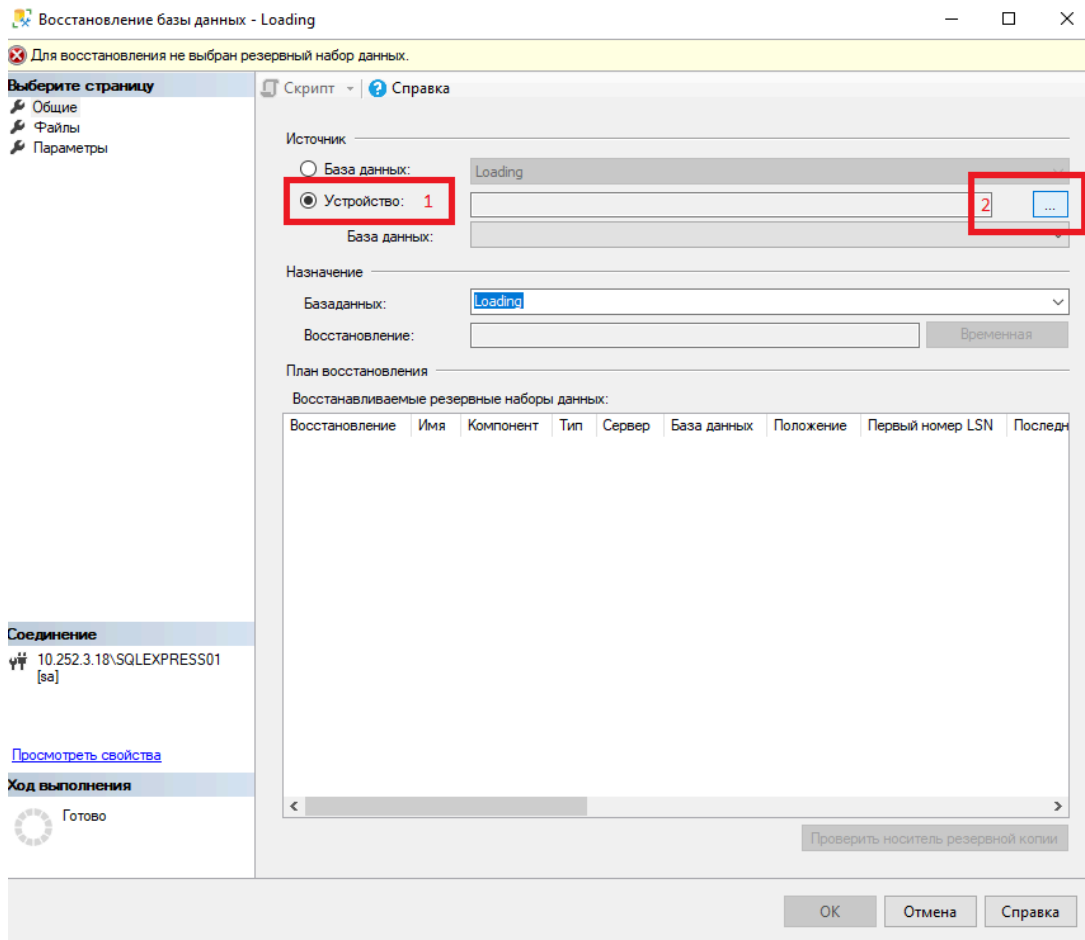 Восстановление базы данных - Loading
Для восстановления не выбран резервный набор данных.
Выберите страницу
Общие
Файлы
Параметры
Скрипт
Справка
Источник
База данных:
Loading
Устройство:
1
2
...
База данных:
Назначение
Базаданных:
Loading
Восстановление:
Временная
План восстановления
Восстанавливаемые резервные наборы данных:
Восстановление Имя Компонент Тип Сервер База данных Положение Первый номер LSN Последн
Соединение
10.252.3.18\SQLEXPRESS01
[sa]
Просмотреть свойства
Ход выполнения
Готово
Проверить носитель резервной копии
ОК
Отмена
Справка